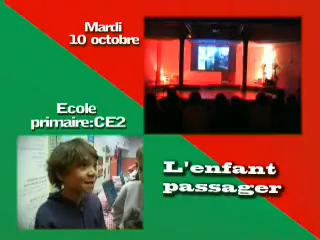 Mardi
10 octobre
Ecole
primaire:CE2
L'enfant
passager